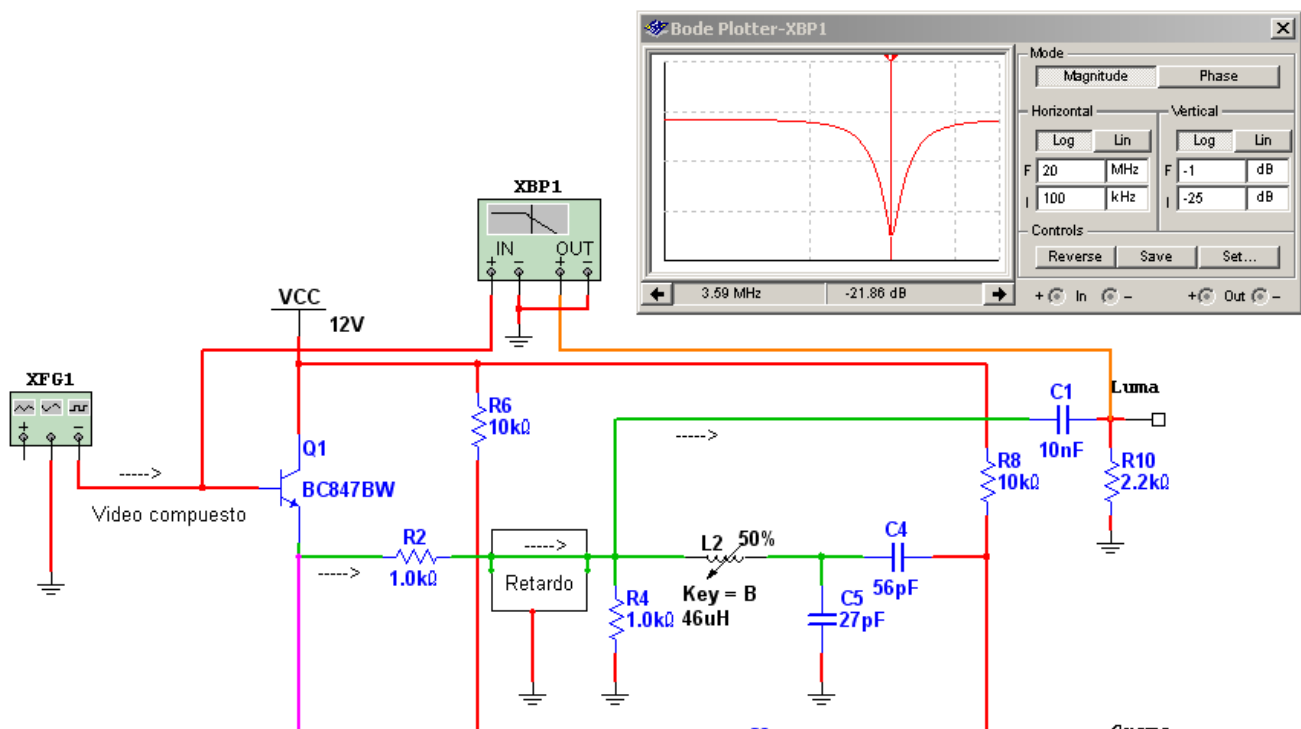 Bode Plotter-XBP1
Mode
Magnitude
Phase
Horizontal
Vertical
Log
Lin
Log
Lin
F
20
MHz
F
-1
dB
I
100
kHz
I
-25
dB
Controls
Reverse
Save
Set...
3.59 MHz
-21.86 dB
+ In -
+ Out -
XBP1
IN
OUT
+ - + -
VCC
12V
XFG1
+ -
R6
10kΩ
C1
10nF
Luma
Q1
BC847BW
----->
----->
R8
10kΩ
R10
2.2kΩ
Video compuesto
R2
1.0kΩ
----->
----->
Retardo
L2
50%
Key = B
46uH
C4
56pF
R4
1.0kΩ
C5
27pF